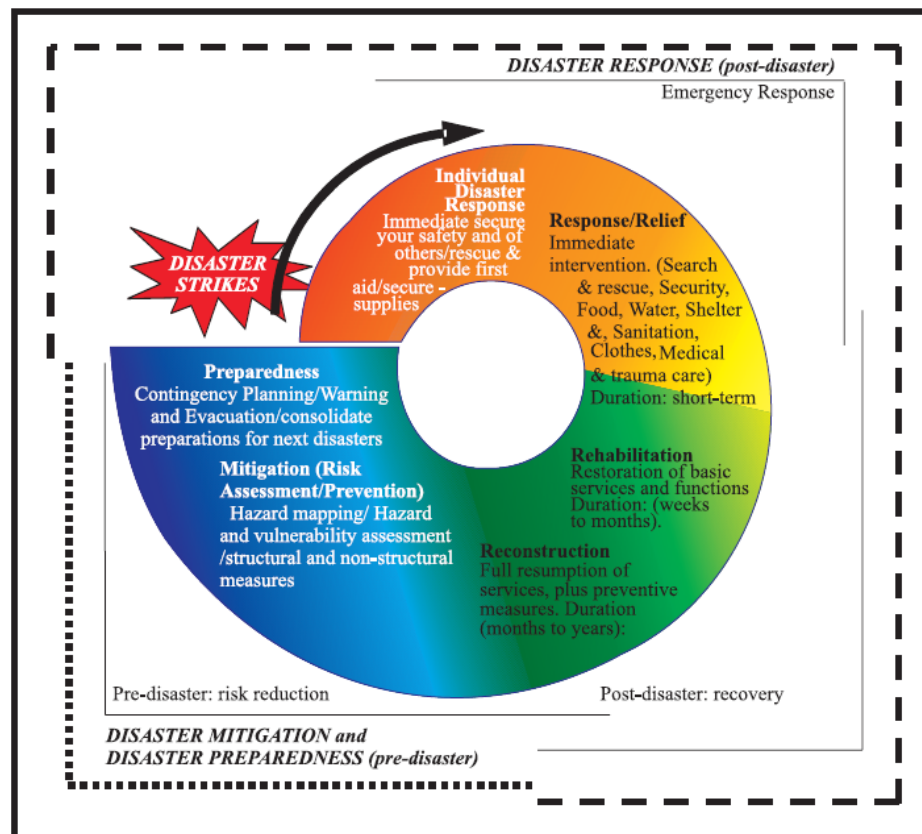 DISASTER RESPONSE (post-disaster)
Emergency Response
DISASTER
STRIKES
Individual
Disaster
Response
Immediate secure
your safety and of
others/rescue &
provide first
aid/secure -
supplies
Response/Relief
Immediate
intervention. (Search
& rescue, Security,
Food, Water, Shelter
&, Sanitation,
Clothes, Medical
& trauma care)
Duration: short-term
Rehabilitation
Restoration of basic
services and functions
Duration: (weeks
to months).
Reconstruction
Full resumption of
services, plus preventive
measures. Duration
(months to years):
Preparedness
Contingency Planning/Warning
and Evacuation/consolidate
preparations for next disasters
Mitigation (Risk
Assessment/Prevention)
Hazard mapping/ Hazard
and vulnerability assessment
/structural and non-structural
measures
Pre-disaster: risk reduction
Post-disaster: recovery
DISASTER MITIGATION and
DISASTER PREPAREDNESS (pre-disaster)